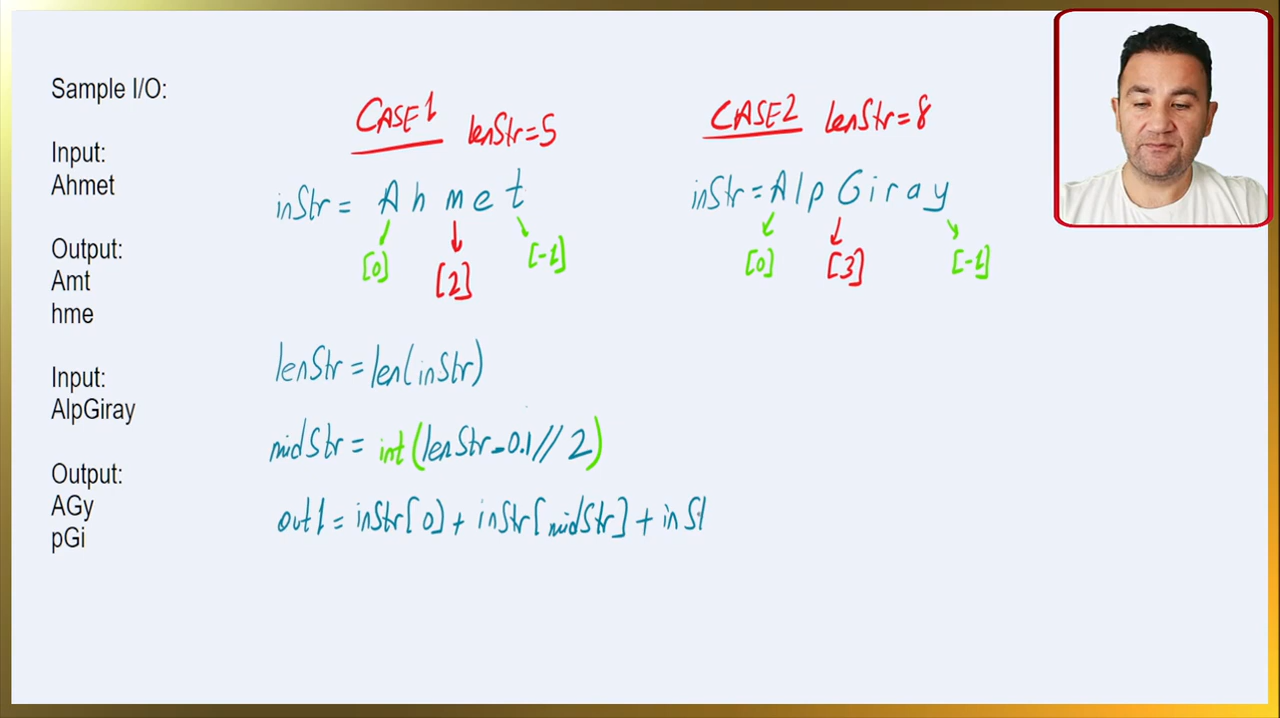 Sample I/O:
Input:
Ahmet
Output:
Amt
hme
Input:
AlpGiray
Output:
AGy
pGi
CASE1 lenStr=5
inStr = Ahmet
[0] [2] [-1]
CASE2 lenStr=8
inStr=AlpGiray
[0] [3] [-1]
lenStr=len(inStr)
midStr = int(lenStr-0.1//2)
out1 = inStr[0] + inStr[midStr] + inSt